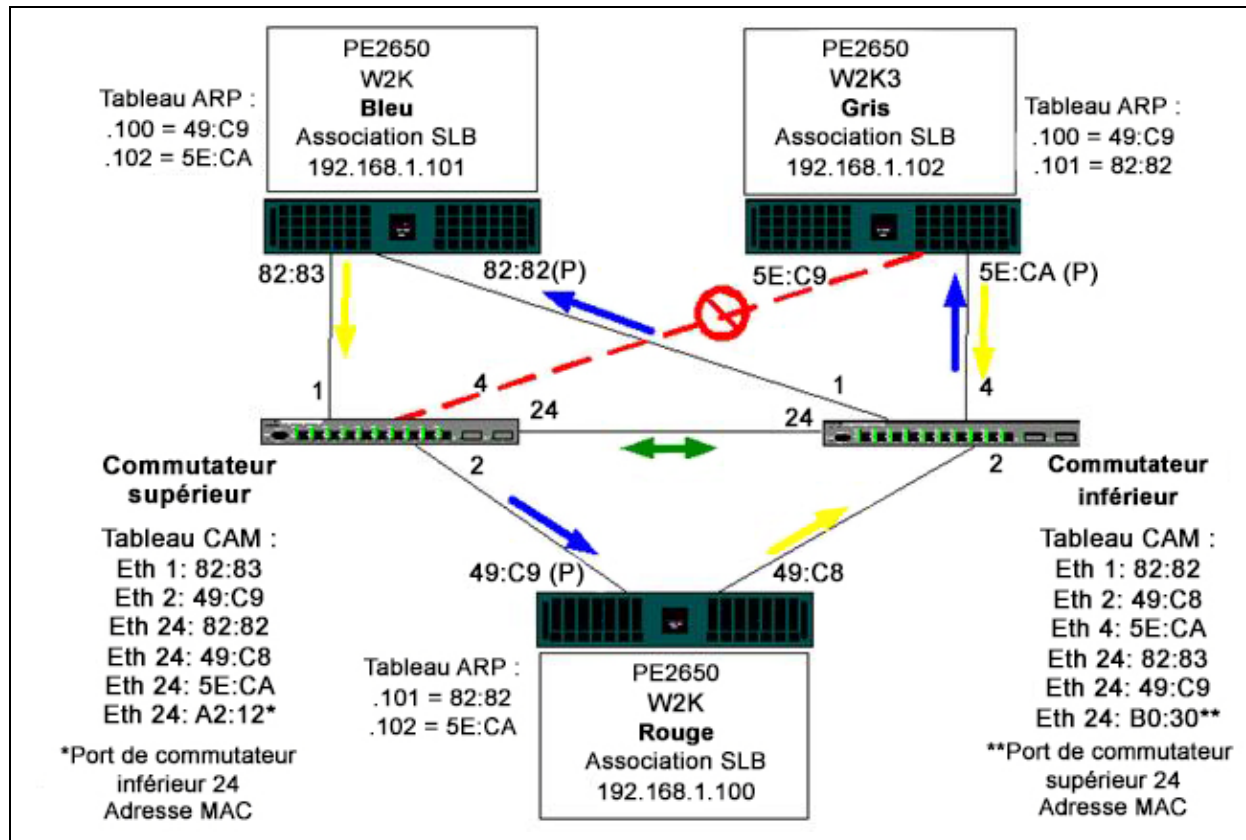 PE2650
W2K
Bleu
Association SLB
192.168.1.101
Tableau ARP :
.100 = 49:C9
.102 = 5E:CA
PE2650
W2K3
Gris
Association SLB
192.168.1.102
Tableau ARP :
.100 = 49:C9
.101 = 82:82
82:83
82:82(P)
5E:C9
5E:CA (P)
1
4
24
2
1
4
24
2
Commutateur
supérieur
Tableau CAM :
Eth 1: 82:83
Eth 2: 49:C9
Eth 24: 82:82
Eth 24: 49:C8
Eth 24: 5E:CA
Eth 24: A2:12*
*Port de commutateur
inférieur 24
Adresse MAC
Commutateur
inférieur
Tableau CAM :
Eth 1: 82:82
Eth 2: 49:C8
Eth 4: 5E:CA
Eth 24: 82:83
Eth 24: 49:C9
Eth 24: B0:30**
**Port de commutateur
supérieur 24
Adresse MAC
49:C9 (P)
49:C8
Tableau ARP :
.101 = 82:82
.102 = 5E:CA
PE2650
W2K
Rouge
Association SLB
192.168.1.100